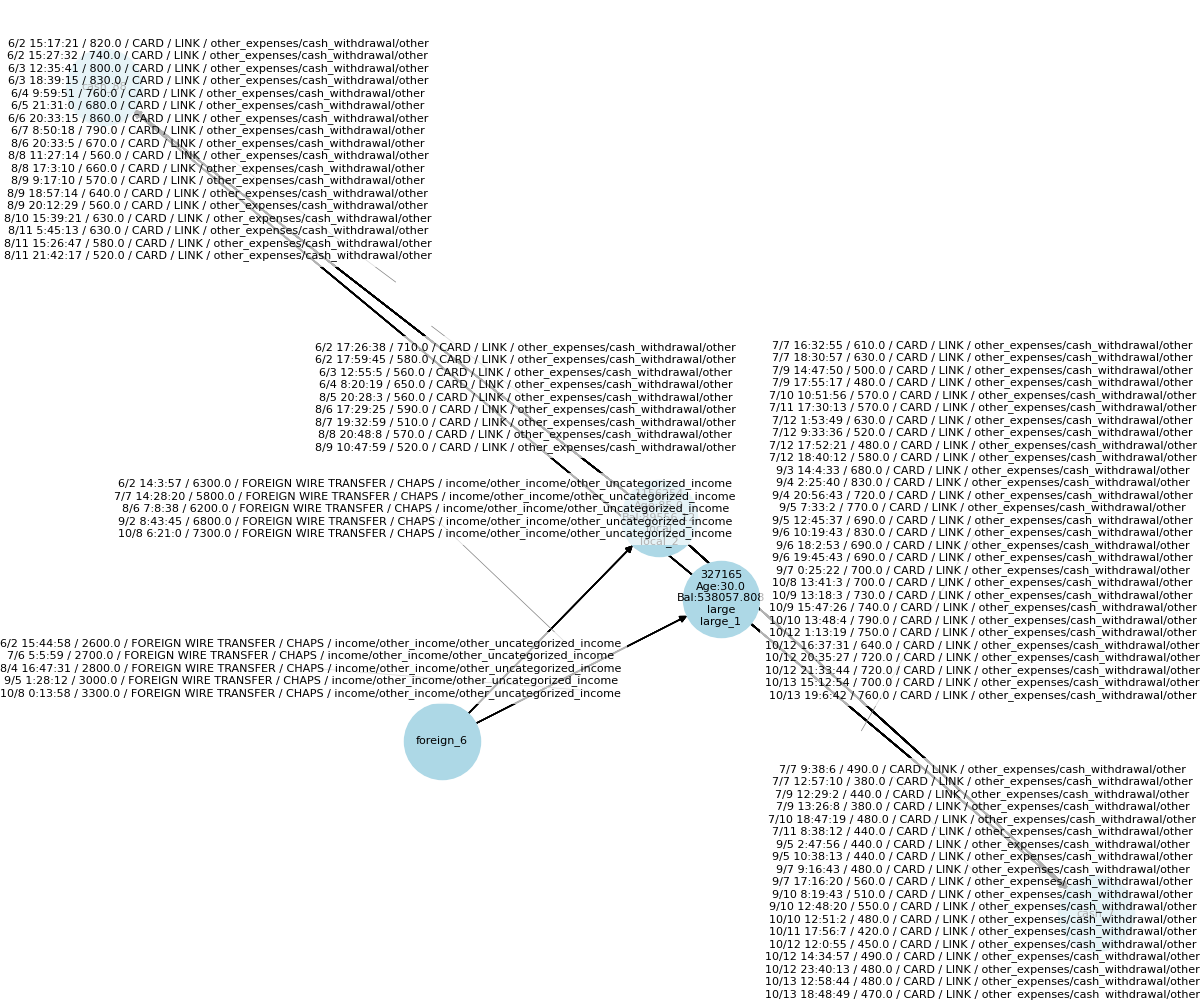 6/2 15:17:21 / 820.0 / CARD / LINK / other_expenses/cash_withdrawal/other
6/2 15:27:32 / 740.0 / CARD / LINK / other_expenses/cash_withdrawal/other
6/3 12:35:41 / 800.0 / CARD / LINK / other_expenses/cash_withdrawal/other
6/3 18:39:15 / 830.0 / CARD / LINK / other_expenses/cash_withdrawal/other
6/4 9:59:51 / 760.0 / CARD / LINK / other_expenses/cash_withdrawal/other
6/5 21:31:0 / 680.0 / CARD / LINK / other_expenses/cash_withdrawal/other
6/6 20:33:15 / 860.0 / CARD / LINK / other_expenses/cash_withdrawal/other
6/7 8:50:18 / 790.0 / CARD / LINK / other_expenses/cash_withdrawal/other
8/6 20:33:5 / 670.0 / CARD / LINK / other_expenses/cash_withdrawal/other
8/8 11:27:14 / 560.0 / CARD / LINK / other_expenses/cash_withdrawal/other
8/8 17:3:10 / 660.0 / CARD / LINK / other_expenses/cash_withdrawal/other
8/9 9:17:10 / 570.0 / CARD / LINK / other_expenses/cash_withdrawal/other
8/9 18:57:14 / 640.0 / CARD / LINK / other_expenses/cash_withdrawal/other
8/9 20:12:29 / 560.0 / CARD / LINK / other_expenses/cash_withdrawal/other
8/10 15:39:21 / 630.0 / CARD / LINK / other_expenses/cash_withdrawal/other
8/11 5:45:13 / 630.0 / CARD / LINK / other_expenses/cash_withdrawal/other
8/11 15:26:47 / 580.0 / CARD / LINK / other_expenses/cash_withdrawal/other
8/11 21:42:17 / 520.0 / CARD / LINK / other_expenses/cash_withdrawal/other
6/2 17:26:38 / 710.0 / CARD / LINK / other_expenses/cash_withdrawal/other
6/2 17:59:45 / 580.0 / CARD / LINK / other_expenses/cash_withdrawal/other
6/3 12:55:5 / 560.0 / CARD / LINK / other_expenses/cash_withdrawal/other
6/4 8:20:19 / 650.0 / CARD / LINK / other_expenses/cash_withdrawal/other
8/5 20:28:3 / 560.0 / CARD / LINK / other_expenses/cash_withdrawal/other
8/6 17:29:25 / 590.0 / CARD / LINK / other_expenses/cash_withdrawal/other
8/7 19:32:59 / 510.0 / CARD / LINK / other_expenses/cash_withdrawal/other
8/8 20:48:8 / 570.0 / CARD / LINK / other_expenses/cash_withdrawal/other
8/9 10:47:59 / 520.0 / CARD / LINK / other_expenses/cash_withdrawal/other
7/7 16:32:55 / 610.0 / CARD / LINK / other_expenses/cash_withdrawal/other
7/7 18:30:57 / 630.0 / CARD / LINK / other_expenses/cash_withdrawal/other
7/9 14:47:50 / 500.0 / CARD / LINK / other_expenses/cash_withdrawal/other
7/9 17:55:17 / 480.0 / CARD / LINK / other_expenses/cash_withdrawal/other
7/10 10:51:56 / 570.0 / CARD / LINK / other_expenses/cash_withdrawal/other
7/11 17:30:13 / 570.0 / CARD / LINK / other_expenses/cash_withdrawal/other
7/12 1:53:49 / 630.0 / CARD / LINK / other_expenses/cash_withdrawal/other
7/12 9:33:36 / 520.0 / CARD / LINK / other_expenses/cash_withdrawal/other
7/12 17:52:21 / 480.0 / CARD / LINK / other_expenses/cash_withdrawal/other
7/12 18:40:12 / 580.0 / CARD / LINK / other_expenses/cash_withdrawal/other
9/3 14:4:33 / 680.0 / CARD / LINK / other_expenses/cash_withdrawal/other
9/4 2:25:40 / 830.0 / CARD / LINK / other_expenses/cash_withdrawal/other
9/4 20:56:43 / 720.0 / CARD / LINK / other_expenses/cash_withdrawal/other
9/5 7:33:2 / 770.0 / CARD / LINK / other_expenses/cash_withdrawal/other
9/5 12:45:37 / 690.0 / CARD / LINK / other_expenses/cash_withdrawal/other
9/6 10:19:43 / 830.0 / CARD / LINK / other_expenses/cash_withdrawal/other
9/6 18:2:53 / 690.0 / CARD / LINK / other_expenses/cash_withdrawal/other
9/6 19:45:43 / 690.0 / CARD / LINK / other_expenses/cash_withdrawal/other
9/7 0:25:22 / 700.0 / CARD / LINK / other_expenses/cash_withdrawal/other
10/8 13:41:3 / 700.0 / CARD / LINK / other_expenses/cash_withdrawal/other
10/9 13:18:3 / 730.0 / CARD / LINK / other_expenses/cash_withdrawal/other
10/9 15:47:26 / 740.0 / CARD / LINK / other_expenses/cash_withdrawal/other
10/10 13:48:4 / 790.0 / CARD / LINK / other_expenses/cash_withdrawal/other
10/12 1:13:19 / 750.0 / CARD / LINK / other_expenses/cash_withdrawal/other
10/12 16:37:31 / 640.0 / CARD / LINK / other_expenses/cash_withdrawal/other
10/12 20:35:27 / 720.0 / CARD / LINK / other_expenses/cash_withdrawal/other
10/12 21:33:44 / 720.0 / CARD / LINK / other_expenses/cash_withdrawal/other
10/13 15:12:54 / 700.0 / CARD / LINK / other_expenses/cash_withdrawal/other
10/13 19:6:42 / 760.0 / CARD / LINK / other_expenses/cash_withdrawal/other
6/2 14:3:57 / 6300.0 / FOREIGN WIRE TRANSFER / CHAPS / income/other_income/other_uncategorized_income
7/7 14:28:20 / 5800.0 / FOREIGN WIRE TRANSFER / CHAPS / income/other_income/other_uncategorized_income
8/6 7:8:38 / 6200.0 / FOREIGN WIRE TRANSFER / CHAPS / income/other_income/other_uncategorized_income
9/2 8:43:45 / 6800.0 / FOREIGN WIRE TRANSFER / CHAPS / income/other_income/other_uncategorized_income
10/8 6:21:0 / 7300.0 / FOREIGN WIRE TRANSFER / CHAPS / income/other_income/other_uncategorized_income
local
local_2
327165
Age:30.0
Bal:538057.808
large
large_1
6/2 15:44:58 / 2600.0 / FOREIGN WIRE TRANSFER / CHAPS / income/other_income/other_uncategorized_income
7/6 5:5:59 / 2700.0 / FOREIGN WIRE TRANSFER / CHAPS / income/other_income/other_uncategorized_income
8/4 16:47:31 / 2800.0 / FOREIGN WIRE TRANSFER / CHAPS / income/other_income/other_uncategorized_income
9/5 1:28:12 / 3000.0 / FOREIGN WIRE TRANSFER / CHAPS / income/other_income/other_uncategorized_income
10/8 0:13:58 / 3300.0 / FOREIGN WIRE TRANSFER / CHAPS / income/other_income/other_uncategorized_income
foreign_6
7/7 9:38:6 / 490.0 / CARD / LINK / other_expenses/cash_withdrawal/other
7/7 12:57:10 / 380.0 / CARD / LINK / other_expenses/cash_withdrawal/other
7/9 12:29:2 / 440.0 / CARD / LINK / other_expenses/cash_withdrawal/other
7/9 13:26:8 / 380.0 / CARD / LINK / other_expenses/cash_withdrawal/other
7/10 18:47:19 / 480.0 / CARD / LINK / other_expenses/cash_withdrawal/other
7/11 8:38:12 / 440.0 / CARD / LINK / other_expenses/cash_withdrawal/other
9/5 2:47:56 / 440.0 / CARD / LINK / other_expenses/cash_withdrawal/other
9/5 10:38:13 / 440.0 / CARD / LINK / other_expenses/cash_withdrawal/other
9/7 9:16:43 / 480.0 / CARD / LINK / other_expenses/cash_withdrawal/other
9/7 17:16:20 / 560.0 / CARD / LINK / other_expenses/cash_withdrawal/other
9/10 8:19:43 / 510.0 / CARD / LINK / other_expenses/cash_withdrawal/other
9/10 12:48:20 / 550.0 / CARD / LINK / other_expenses/cash_withdrawal/other
10/10 12:51:2 / 480.0 / CARD / LINK / other_expenses/cash_withdrawal/other
10/11 17:56:7 / 420.0 / CARD / LINK / other_expenses/cash_withdrawal/other
10/12 12:0:55 / 450.0 / CARD / LINK / other_expenses/cash_withdrawal/other
10/12 14:34:57 / 490.0 / CARD / LINK / other_expenses/cash_withdrawal/other
10/12 23:40:13 / 480.0 / CARD / LINK / other_expenses/cash_withdrawal/other
10/13 12:58:44 / 480.0 / CARD / LINK / other_expenses/cash_withdrawal/other
10/13 18:48:49 / 470.0 / CARD / LINK / other_expenses/cash_withdrawal/other